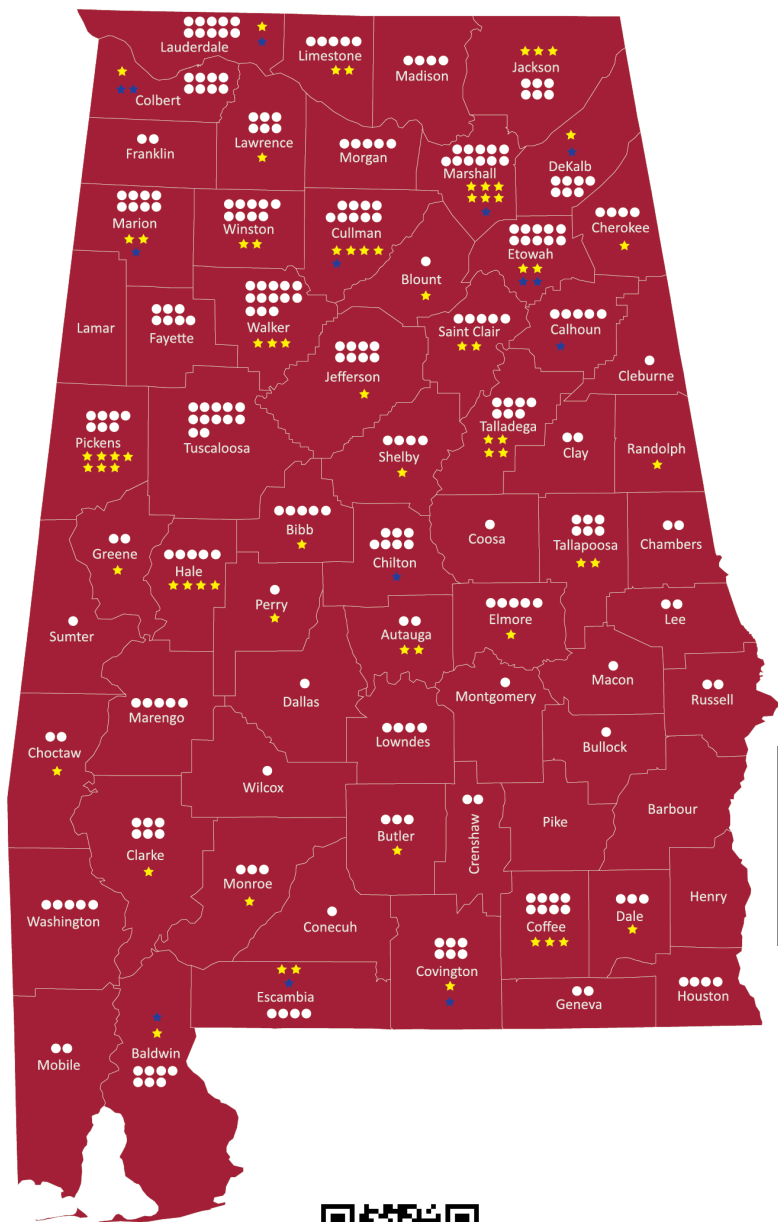 Lauderdale
Limestone
Madison
Jackson
Colbert
Franklin
Lawrence
Morgan
Marshall
DeKalb
Marion
Winston
Cullman
Blount
Etowah
Cherokee
Lamar
Fayette
Walker
Jefferson
Saint Clair
Calhoun
Cleburne
Pickens
Tuscaloosa
Shelby
Talladega
Clay
Randolph
Greene
Hale
Bibb
Chilton
Coosa
Tallapoosa
Chambers
Sumter
Perry
Autauga
Elmore
Lee
Marengo
Dallas
Lowndes
Montgomery
Macon
Russell
Choctaw
Wilcox
Bullock
Clarke
Butler
Crenshaw
Pike
Barbour
Washington
Monroe
Conecuh
Covington
Coffee
Dale
Henry
Escambia
Geneva
Houston
Mobile
Baldwin